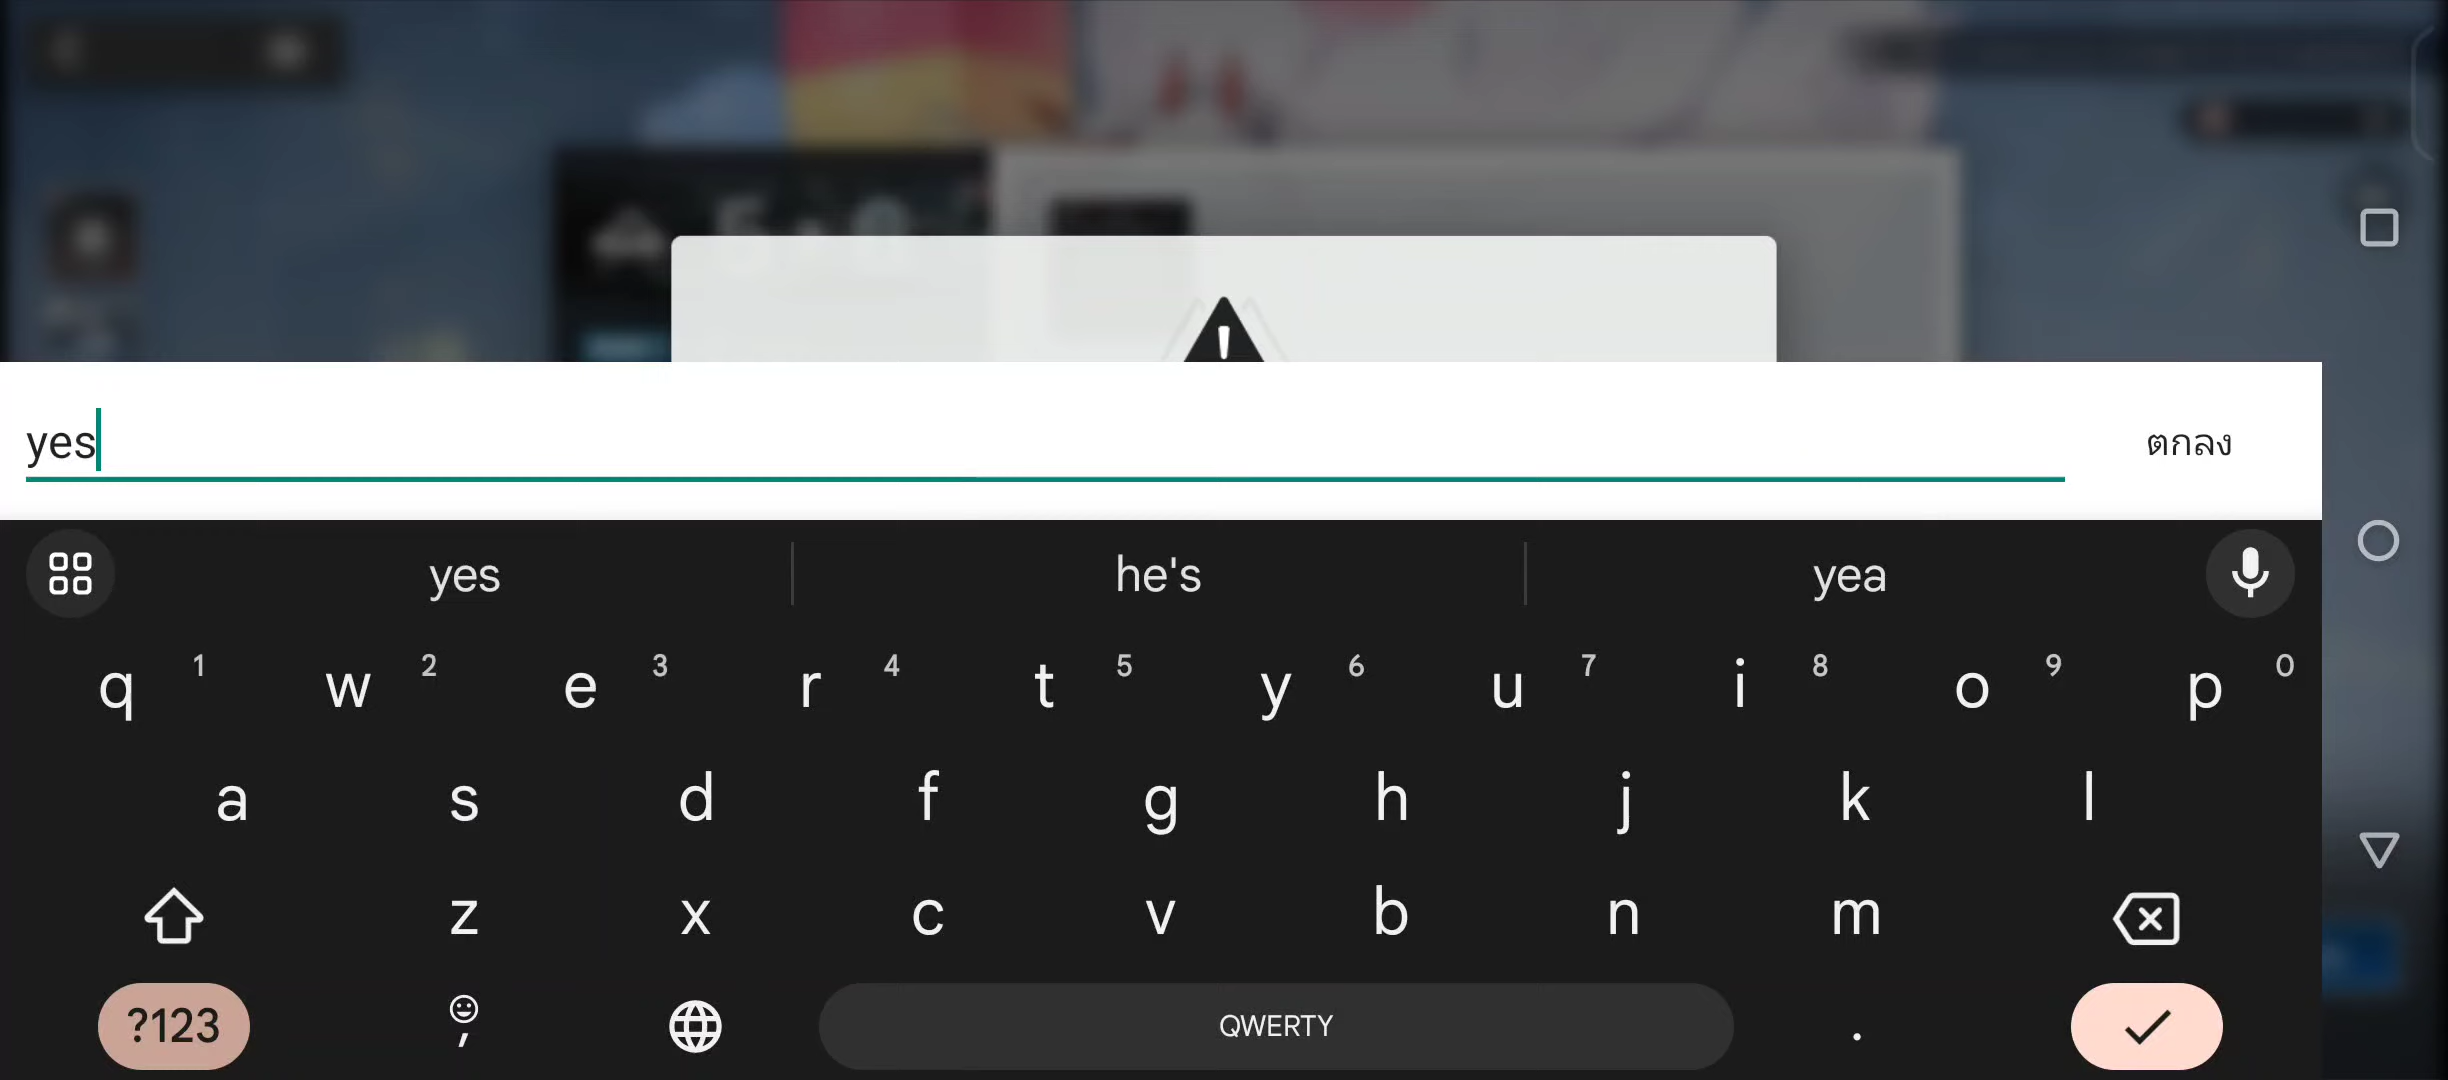 yes
ตกลง
yes he's yea
q 1 w 2 e 3 r 4 t 5 y 6 u 7 i 8 o 9 p 0
a s d f g h j k l
z x c v b n m
?123 , QWERTY .